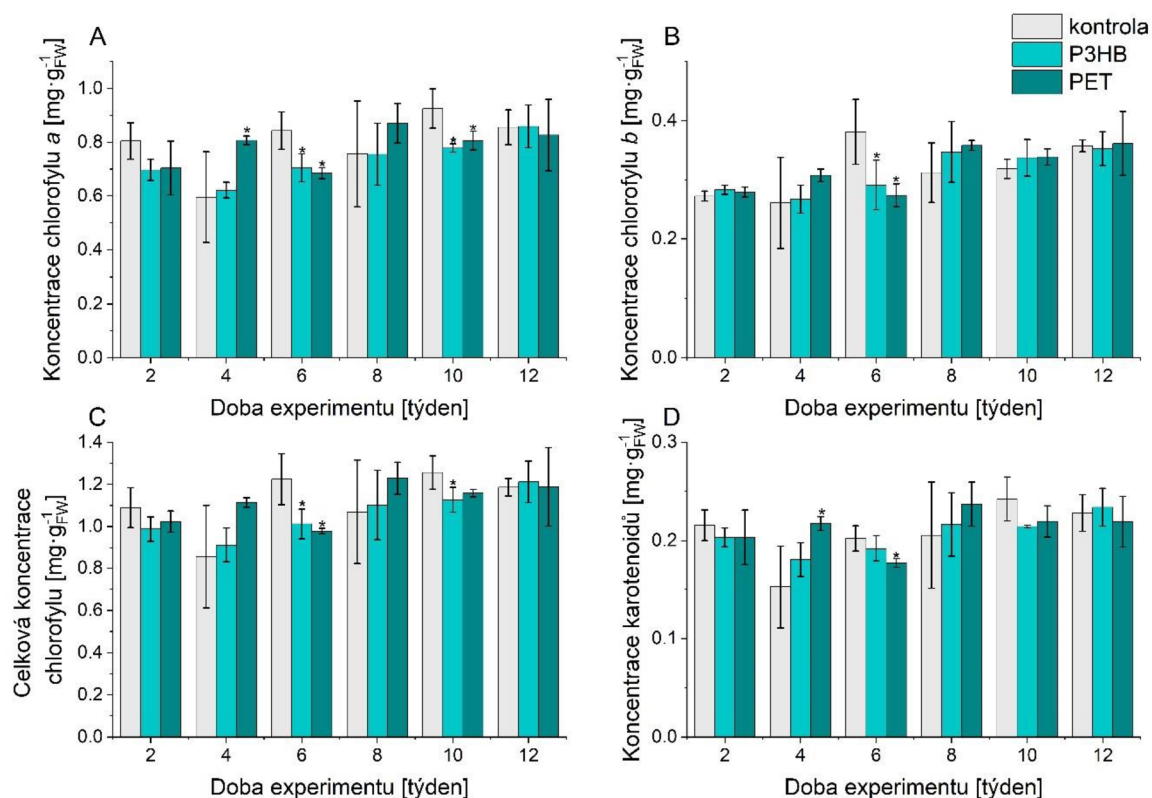 A
Koncentrace chlorofylu a [mg·g⁻¹FW]
1.0
0.8
0.6
0.4
0.2
0.0
* * * * *
2 4 6 8 10 12
Doba experimentu [týden]
B
kontrola
P3HB
PET
Koncentrace chlorofylu b [mg·g⁻¹FW]
0.4
0.2
0.0
* *
2 4 6 8 10 12
Doba experimentu [týden]
C
Celková koncentrace
chlorofylu [mg·g⁻¹FW]
1.4
1.2
1.0
0.8
0.6
0.4
0.2
0.0
* * *
2 4 6 8 10 12
Doba experimentu [týden]
D
Koncentrace karotenoidů [mg·g⁻¹FW]
0.3
0.2
0.1
0.0
* *
2 4 6 8 10 12
Doba experimentu [týden]